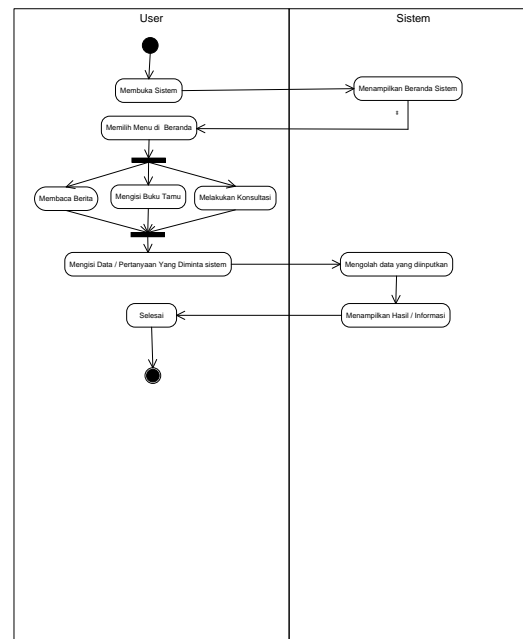 User
Sistem
Membuka Sistem
Menampilkan Beranda Sistem
Memilih Menu di Beranda
Membaca Berita
Mengisi Buku Tamu
Melakukan Konsultasi
Mengisi Data / Pertanyaan Yang Diminta sistem
Mengolah data yang diinputkan
Selesai
Menampilkan Hasil / Informasi